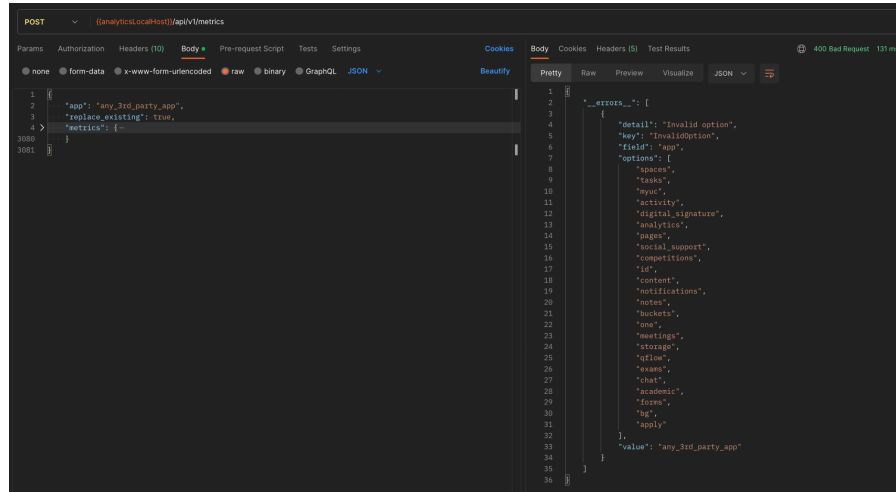 POST {{analyticsLocalHost}}/api/v1/metrics
Params Authorization Headers (10) Body Pre-request Script Tests Settings Cookies
none form-data x-www-form-urlencoded raw binary GraphQL JSON Beautify
1 {
2 "app": "any_3rd_party_app",
3 "replace_existing": true,
4 "metrics": {
3080 }
3081 }
Body Cookies Headers (5) Test Results 400 Bad Request 131 ms
Pretty Raw Preview Visualize JSON
1 {
2 "__errors__": [
3 {
4 "detail": "Invalid option",
5 "key": "InvalidOption",
6 "field": "app",
7 "options": [
8 "spaces",
9 "tasks",
10 "myuc",
11 "activity",
12 "digital_signature",
13 "analytics",
14 "pages",
15 "social_support",
16 "competitions",
17 "id",
18 "content",
19 "notifications",
20 "notes",
21 "buckets",
22 "one",
23 "meetings",
24 "storage",
25 "qflow",
26 "exams",
27 "chat",
28 "academic",
29 "forms",
30 "bg",
31 "apply"
32 ],
33 "value": "any_3rd_party_app"
34 }
35 ]
36 }